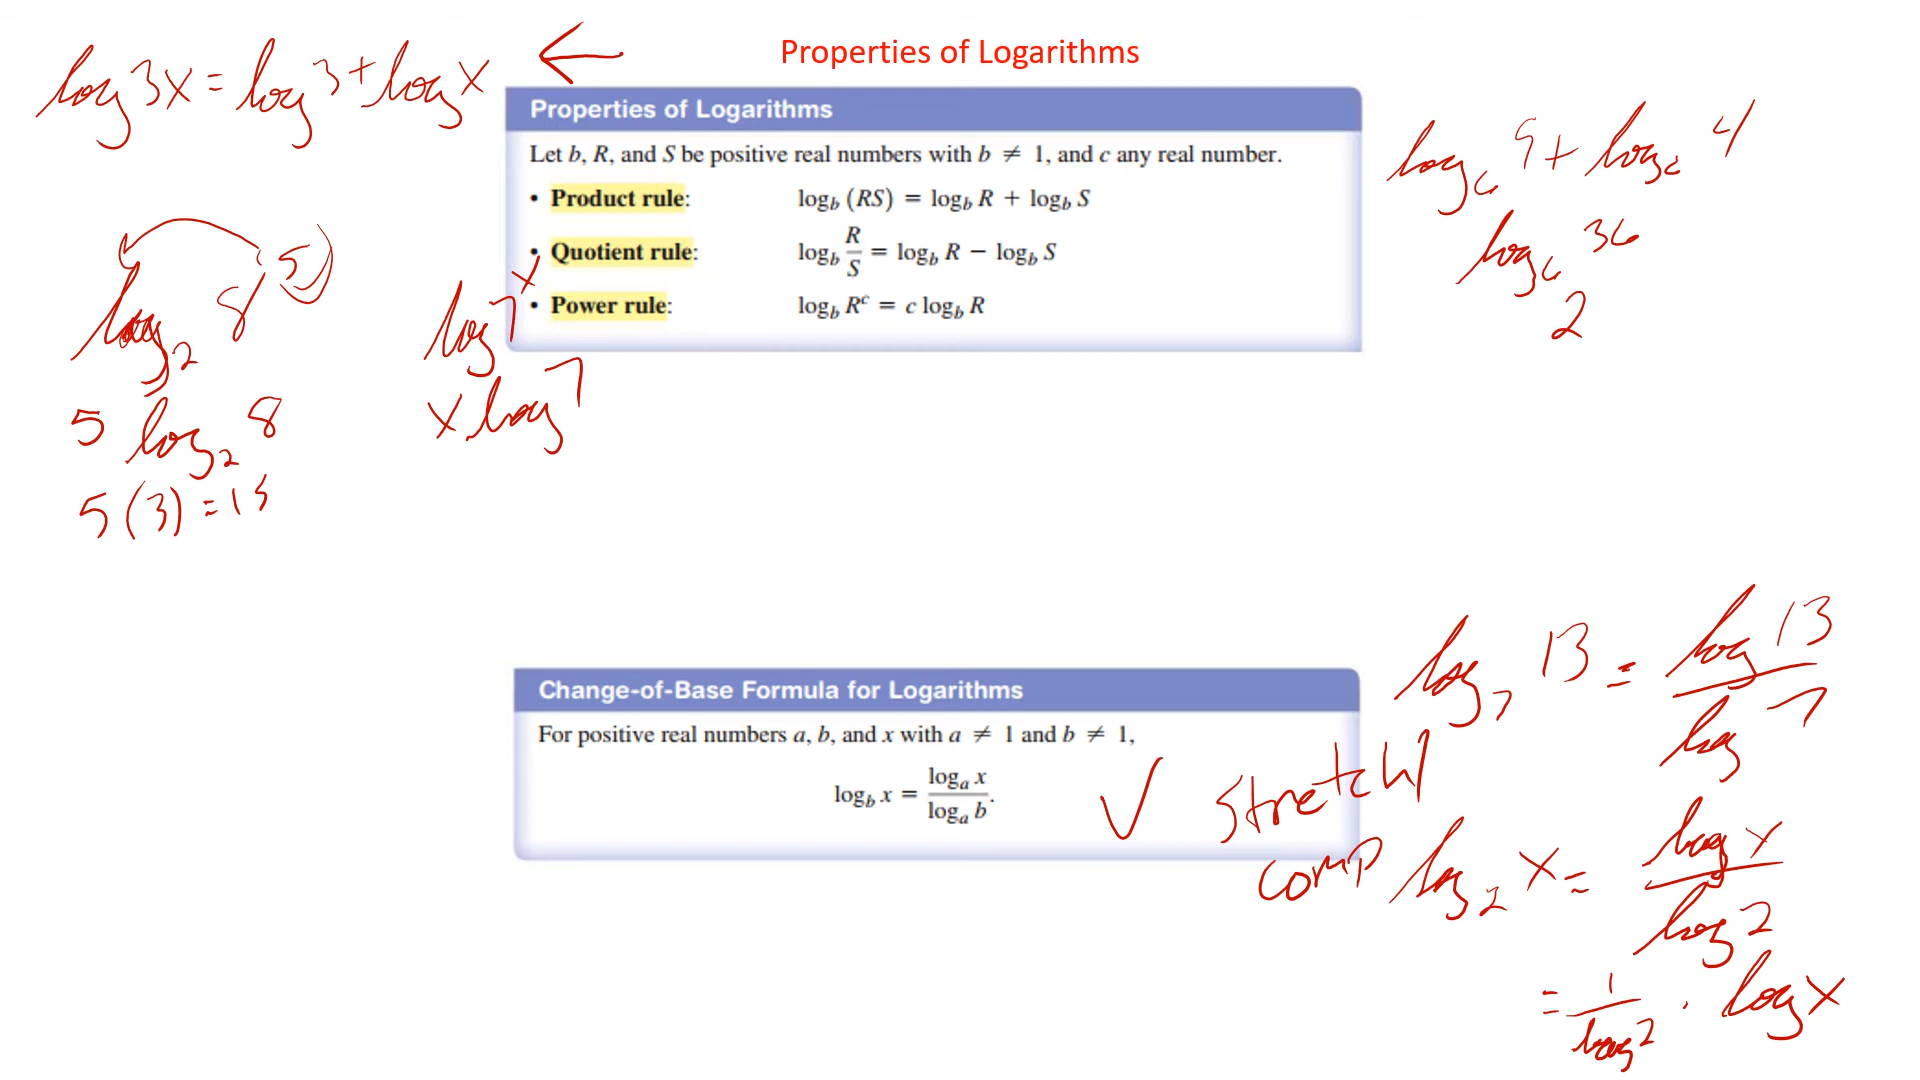 Properties of Logarithms
log 3x = log 3 + log x ←
Properties of Logarithms
Let b, R, and S be positive real numbers with b ≠ 1, and c any real number.
• Product rule: log_b (RS) = log_b R + log_b S
• Quotient rule: log_b R/S = log_b R − log_b S
• Power rule: log_b R^c = c log_b R
log_2 8^5
5 log_2 8
5(3) = 15
log 7^x
x log 7
log_6 9 + log_6 4
log_6 36
2
Change-of-Base Formula for Logarithms
For positive real numbers a, b, and x with a ≠ 1 and b ≠ 1,
log_b x = log_a x / log_a b.
✓ stretch/
comp
log_7 13 = log 13 / log 7
log_2 x = log x / log 2
= 1/log 2 · log x